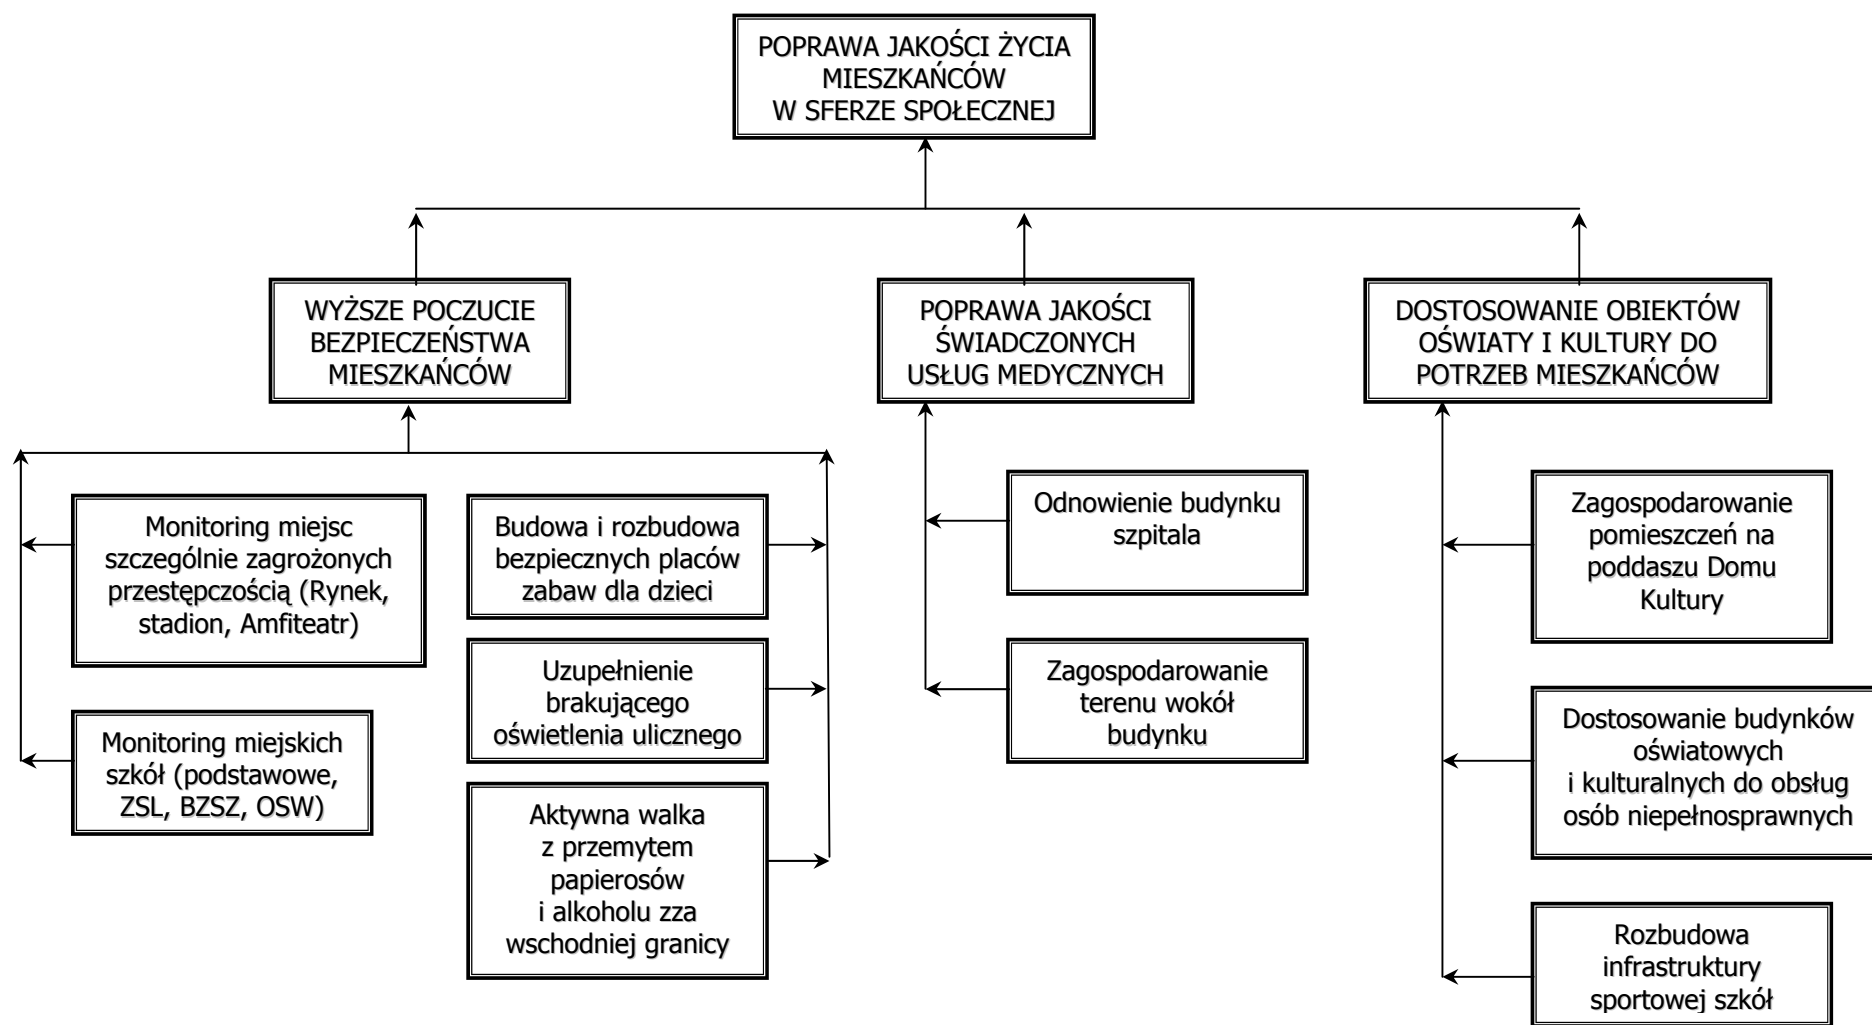 POPRAWA JAKOŚCI ŻYCIA
MIESZKAŃCÓW
W SFERZE SPOŁECZNEJ
WYŻSZE POCZUCIE
BEZPIECZEŃSTWA
MIESZKAŃCÓW
POPRAWA JAKOŚCI
ŚWIADCZONYCH
USŁUG MEDYCZNYCH
DOSTOSOWANIE OBIEKTÓW
OŚWIATY I KULTURY DO
POTRZEB MIESZKAŃCÓW
Monitoring miejsc
szczególnie zagrożonych
przestępczością (Rynek,
stadion, Amfiteatr)
Monitoring miejskich
szkół (podstawowe,
ZSL, BZSZ, OSW)
Budowa i rozbudowa
bezpiecznych placów
zabaw dla dzieci
Uzupełnienie
brakującego
oświetlenia ulicznego
Aktywna walka
z przemytem
papierosów
i alkoholu zza
wschodniej granicy
Odnowienie budynku
szpitala
Zagospodarowanie
terenu wokół
budynku
Zagospodarowanie
pomieszczeń na
poddaszu Domu
Kultury
Dostosowanie budynków
oświatowych
i kulturalnych do obsług
osób niepełnosprawnych
Rozbudowa
infrastruktury
sportowej szkół